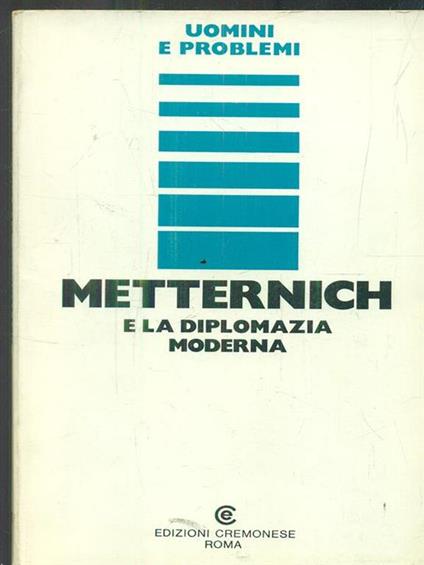 UOMINI
E PROBLEMI
METTERNICH
E LA DIPLOMAZIA
MODERNA
EDIZIONI CREMONESE
ROMA